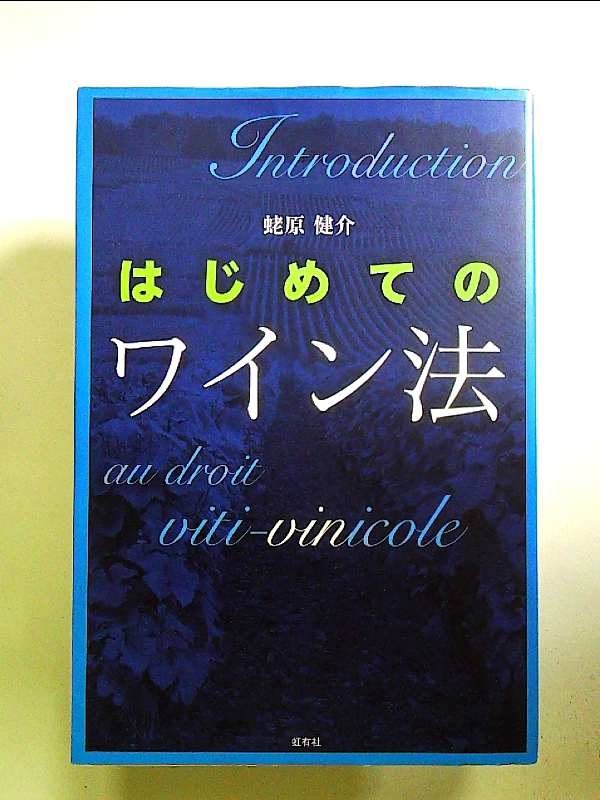 Introduction
蛯原 健介
はじめての
ワイン法
au droit
viti-vinicole
虹有社